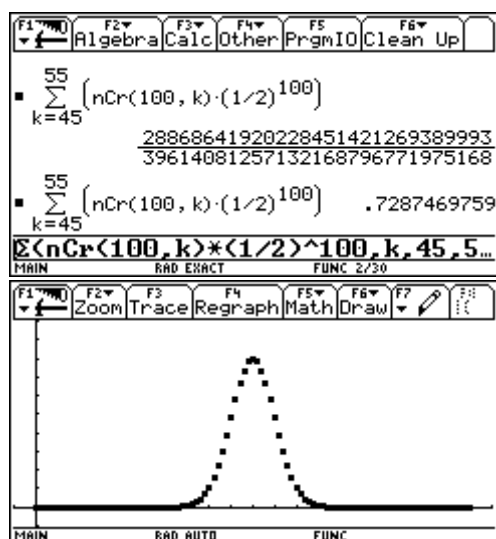 F1 F2 F3 F4 F5 F6
Algebra Calc Other PrgmIO Clean Up
55
Σ (nCr(100, k)·(1/2)^100)
k=45
28868641920228451421269389993
39614081257132168796771975168
55
Σ (nCr(100, k)·(1/2)^100) .7287469759
k=45
Σ(nCr(100,k)*(1/2)^100,k,45,5…
MAIN RAD EXACT FUNC 2/30
F1 F2 F3 F4 F5 F6 F7
Zoom Trace Regraph Math Draw
MAIN RAD AUTO FUNC